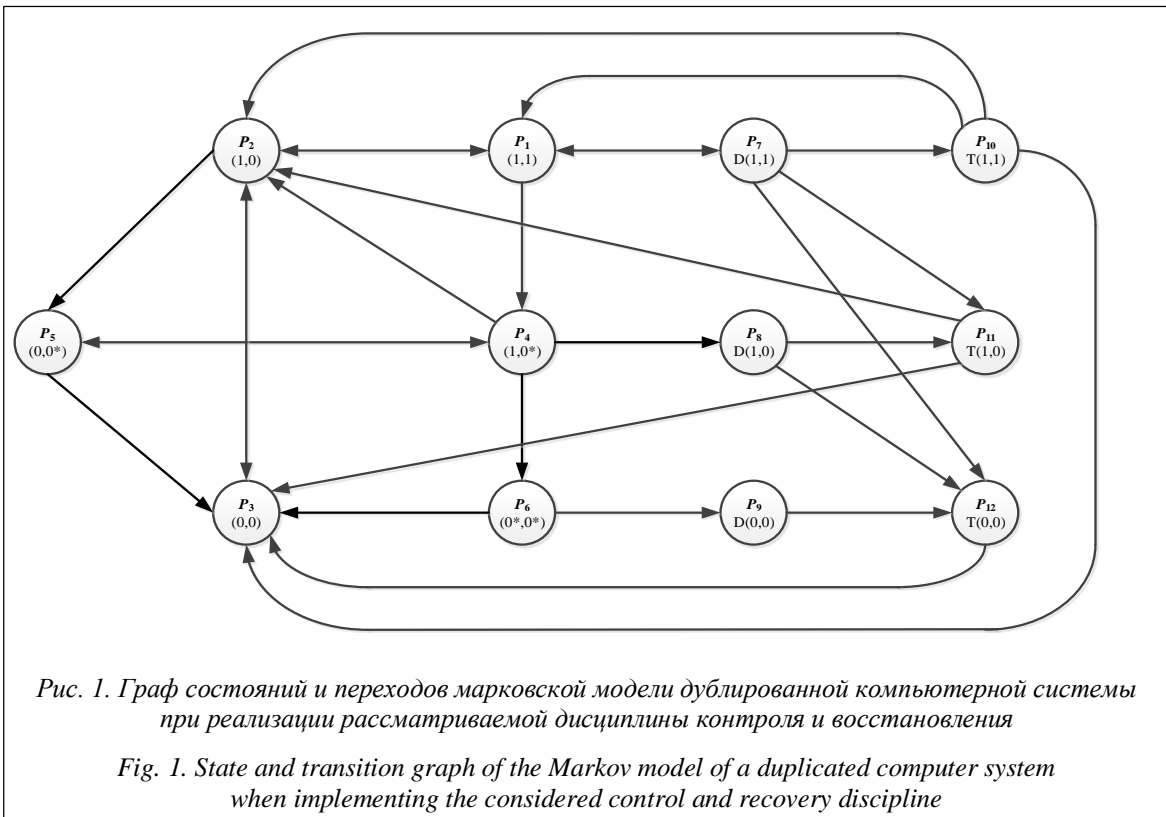 P2
(1,0)
P1
(1,1)
P7
D(1,1)
P10
T(1,1)
P5
(0,0*)
P4
(1,0*)
P8
D(1,0)
P11
T(1,0)
P3
(0,0)
P6
(0*,0*)
P9
D(0,0)
P12
T(0,0)
Рис. 1. Граф состояний и переходов марковской модели дублированной компьютерной системы
при реализации рассматриваемой дисциплины контроля и восстановления
Fig. 1. State and transition graph of the Markov model of a duplicated computer system
when implementing the considered control and recovery discipline